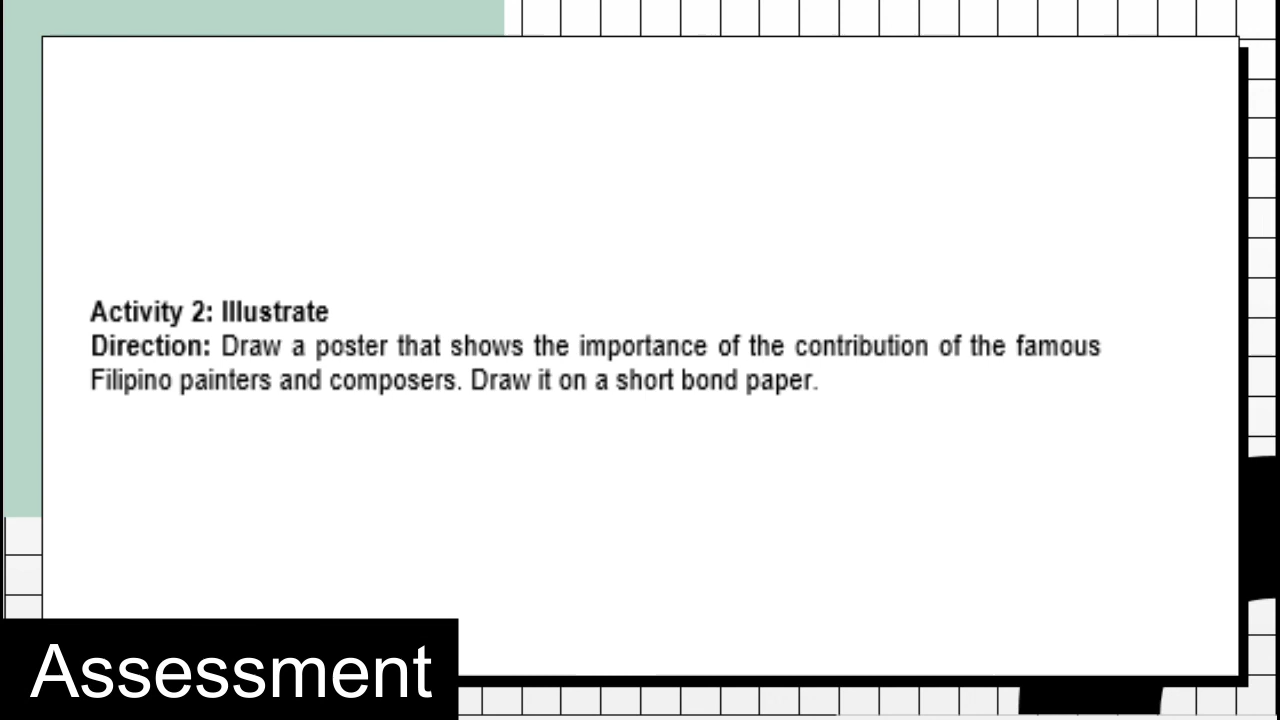 Activity 2: Illustrate
Direction: Draw a poster that shows the importance of the contribution of the famous
Filipino painters and composers. Draw it on a short bond paper.
Assessment